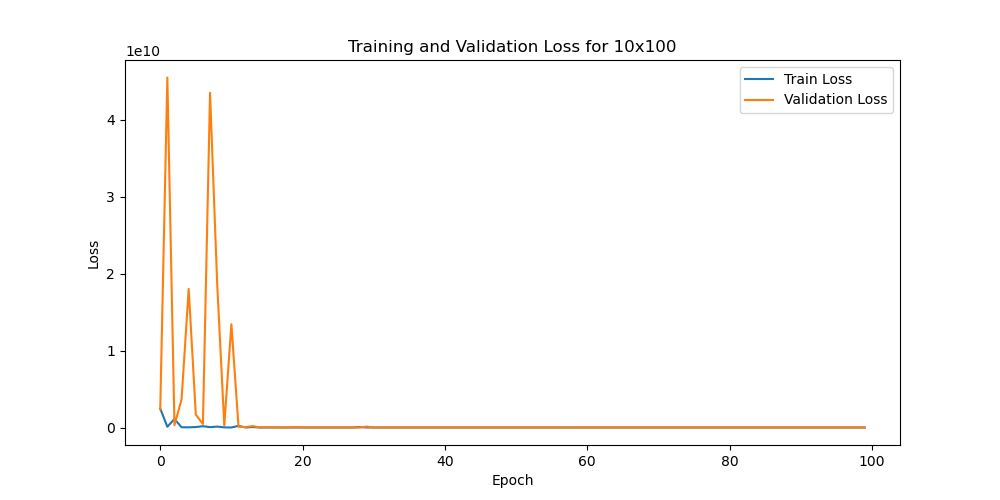 Training and Validation Loss for 10x100
1e10
Train Loss
Validation Loss
4
3
2
1
0
Loss
0 20 40 60 80 100
Epoch